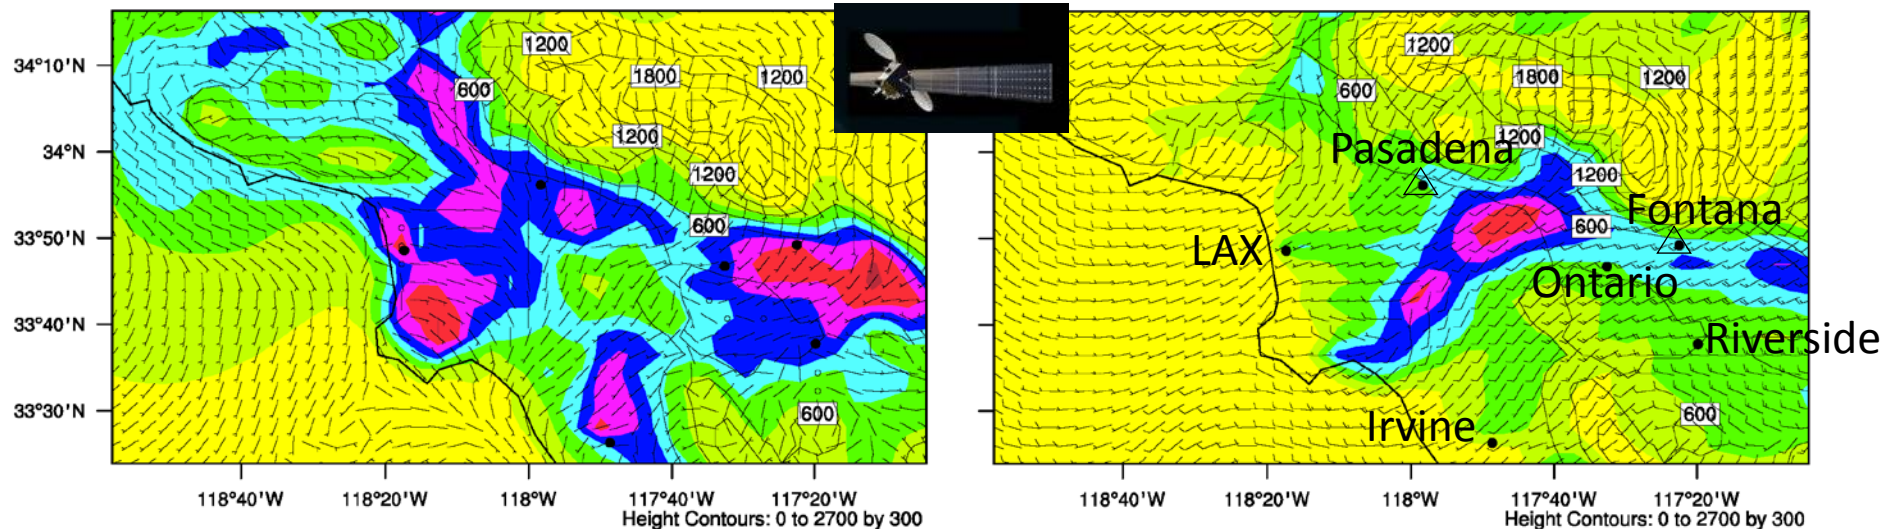 34°10'N
34°N
33°50'N
33°40'N
33°30'N
1200
1800
1200
600
1200
1200
600
600
118°40'W 118°20'W 118°W 117°40'W 117°20'W
Height Contours: 0 to 2700 by 300
1200
1800
1200
600
1200
Pasadena
1200
Fontana
600
LAX
Ontario
Riverside
600
Irvine
118°40'W 118°20'W 118°W 117°40'W 117°20'W
Height Contours: 0 to 2700 by 300